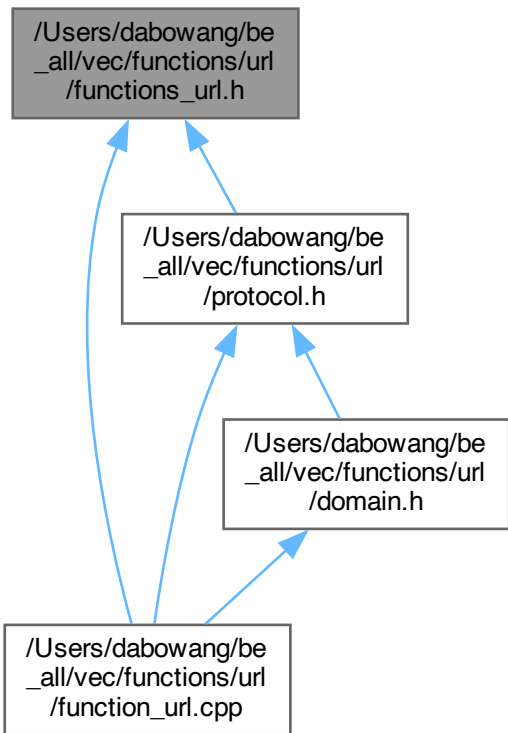 /Users/dabowang/be
_all/vec/functions/url
/functions_url.h
/Users/dabowang/be
_all/vec/functions/url
/protocol.h
/Users/dabowang/be
_all/vec/functions/url
/domain.h
/Users/dabowang/be
_all/vec/functions/url
/function_url.cpp